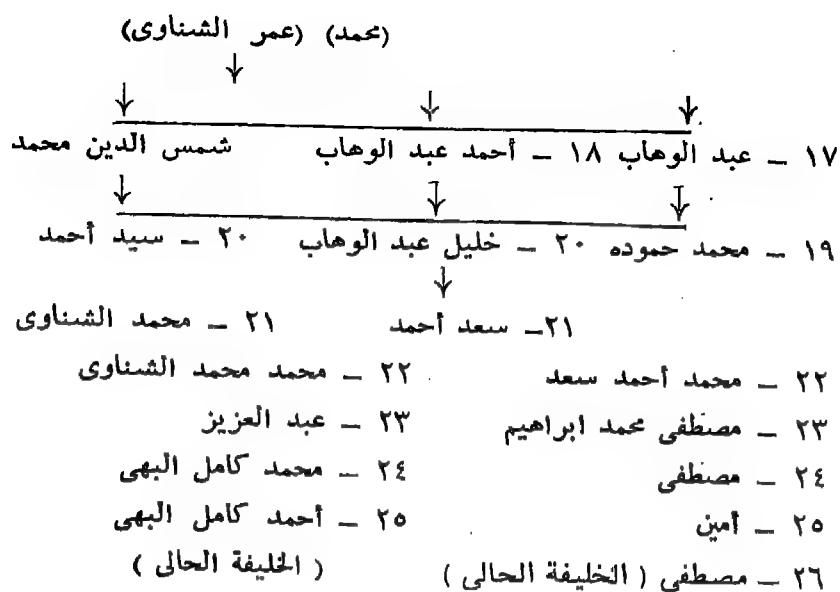 (محمد) (عمر الشناوى)
١٧ - عبد الوهاب ١٨ - أحمد عبد الوهاب شمس الدين محمد
١٩ - محمد حموده ٢٠ - خليل عبد الوهاب ٢٠ - سيد أحمد
٢١ - سعد أحمد ٢١ - محمد الشناوى
٢٢ - محمد أحمد سعد ٢٢ - محمد محمد الشناوى
٢٣ - مصطفى محمد ابراهيم ٢٣ - عبد العزيز
٢٤ - مصطفى ٢٤ - محمد كامل البهى
٢٥ - أمين ٢٥ - أحمد كامل البهى
٢٦ - مصطفى ( الخليفة الحالى ) ( الخليفة الحالى )